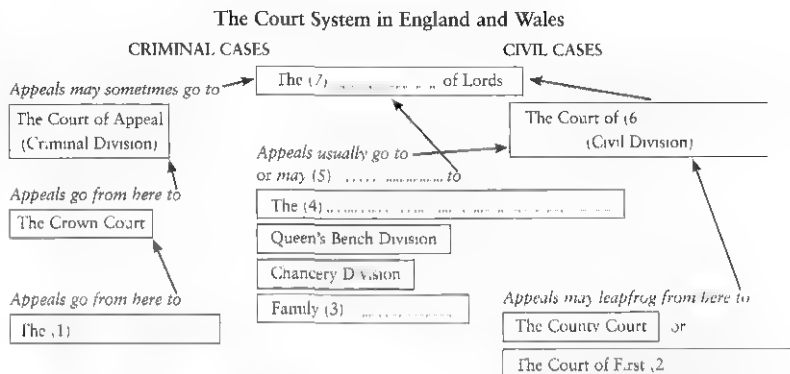 The Court System in England and Wales
CRIMINAL CASES
CIVIL CASES
Appeals may sometimes go to
The (7) ............ of Lords
The Court of Appeal
(Criminal Division)
The Court of (6
(Civil Division)
Appeals usually go to
or may (5) ............ to
Appeals go from here to
The Crown Court
The (4) ............
Queen's Bench Division
Chancery Division
Family (3) ............
Appeals go from here to
The (1)
Appeals may leapfrog from here to
The County Court or
The Court of First (2